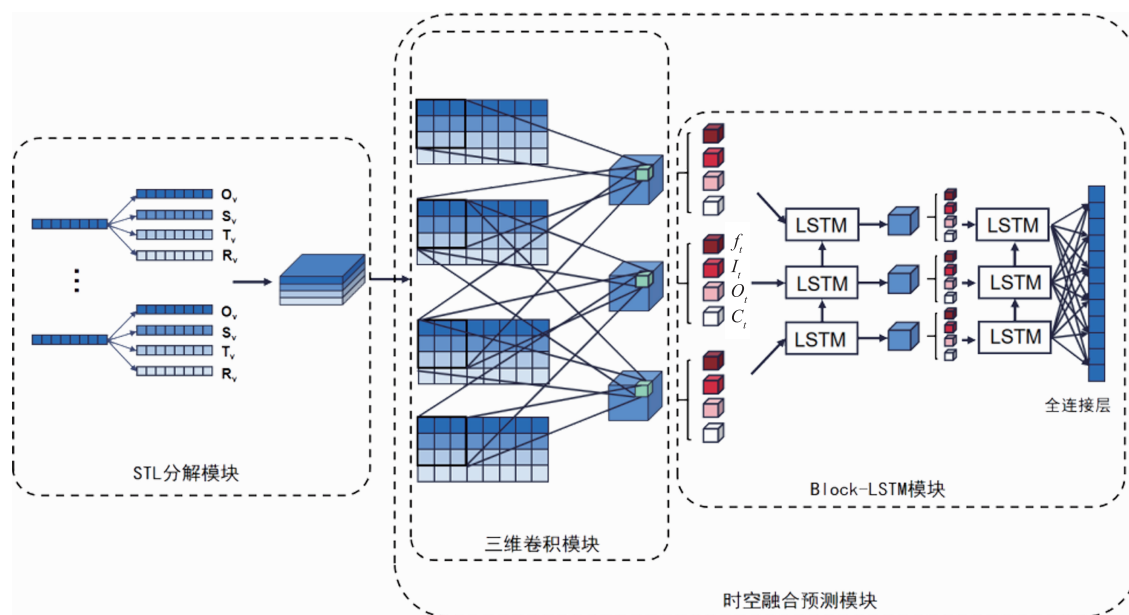 Oᵥ
Sᵥ
Tᵥ
Rᵥ
Oᵥ
Sᵥ
Tᵥ
Rᵥ
STL分解模块
三维卷积模块
fₜ
Iₜ
Oₜ
Cₜ
LSTM
LSTM
LSTM
LSTM
LSTM
LSTM
全连接层
Block-LSTM模块
时空融合预测模块